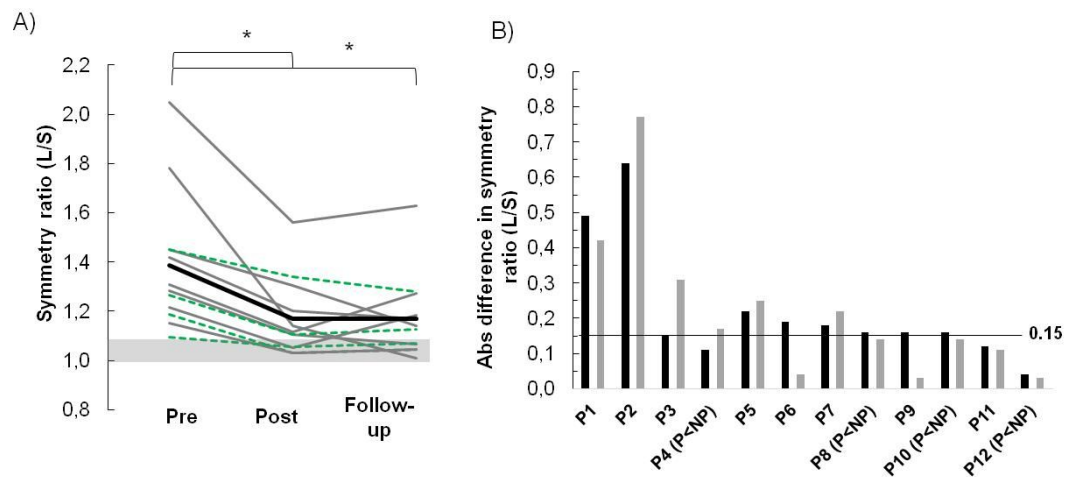 A)
*
*
Symmetry ratio (L/S)
2,2
2,0
1,8
1,6
1,4
1,2
1,0
0,8
Pre
Post
Follow-
up
B)
Abs difference in symmetry
ratio (L/S)
0,9
0,8
0,7
0,6
0,5
0,4
0,3
0,2
0,1
0,0
0.15
P1
P2
P3
P4 (P<NP)
P5
P6
P7
P8 (P<NP)
P9
P10 (P<NP)
P11
P12 (P<NP)